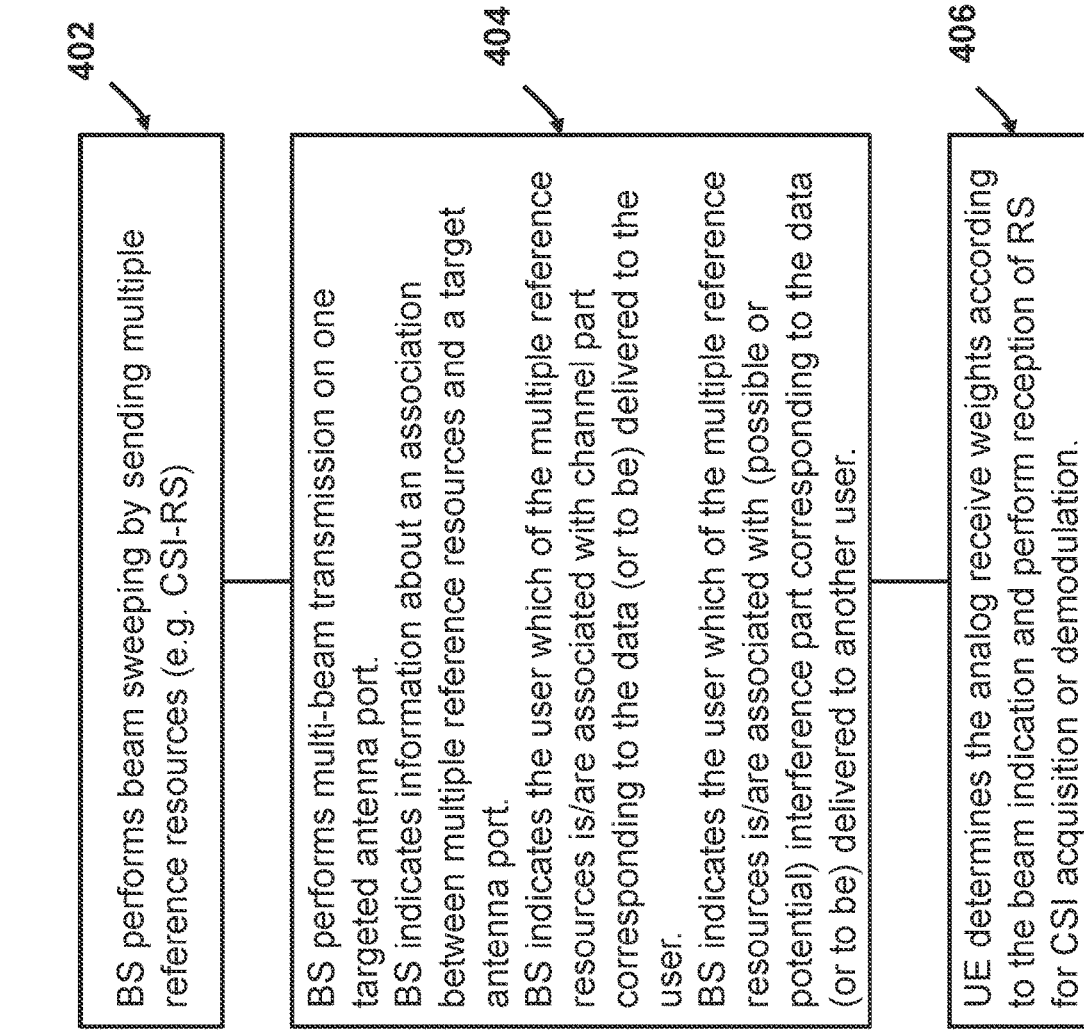 402
BS performs beam sweeping by sending multiple
reference resources (e.g. CSI-RS)
404
BS performs multi-beam transmission on one
targeted antenna port.
BS indicates information about an association
between multiple reference resources and a target
antenna port.
BS indicates the user which of the multiple reference
resources is/are associated with channel part
corresponding to the data (or to be) delivered to the
user.
BS indicates the user which of the multiple reference
resources is/are associated with (possible or
potential) interference part corresponding to the data
(or to be) delivered to another user.
406
UE determines the analog receive weights according
to the beam indication and perform reception of RS
for CSI acquisition or demodulation.